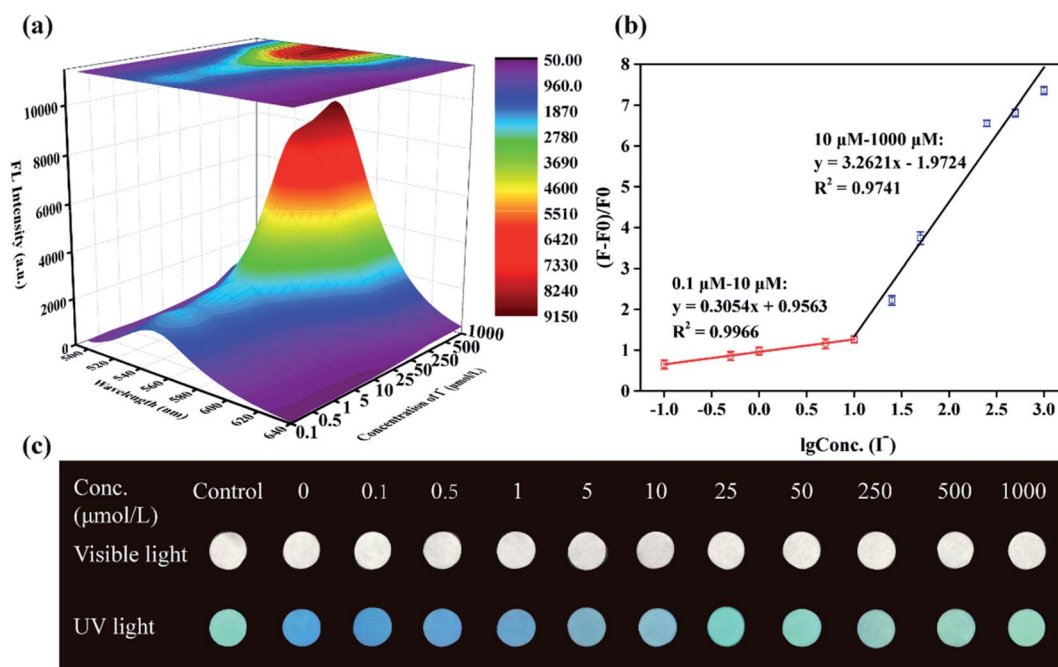 (a)
10000
8000
6000
4000
2000
0
FL Intensity (a.u.)
500
520
540
560
580
600
620
640
Wavelength (nm)
0.1
0.5
1
5
10
25
50
250
500
1000
Concentration of I⁻ (μmol/L)
50.00
960.0
1870
2780
3690
4600
5510
6420
7330
8240
9150
(b)
8
7
6
5
4
3
2
1
0
(F-F0)/F0
10 μM-1000 μM:
y = 3.2621x - 1.9724
R² = 0.9741
0.1 μM-10 μM:
y = 0.3054x + 0.9563
R² = 0.9966
-1.0 -0.5 0.0 0.5 1.0 1.5 2.0 2.5 3.0
lgConc. (I⁻)
(c)
Conc. Control 0 0.1 0.5 1 5 10 25 50 250 500 1000
(μmol/L)
Visible light
UV light